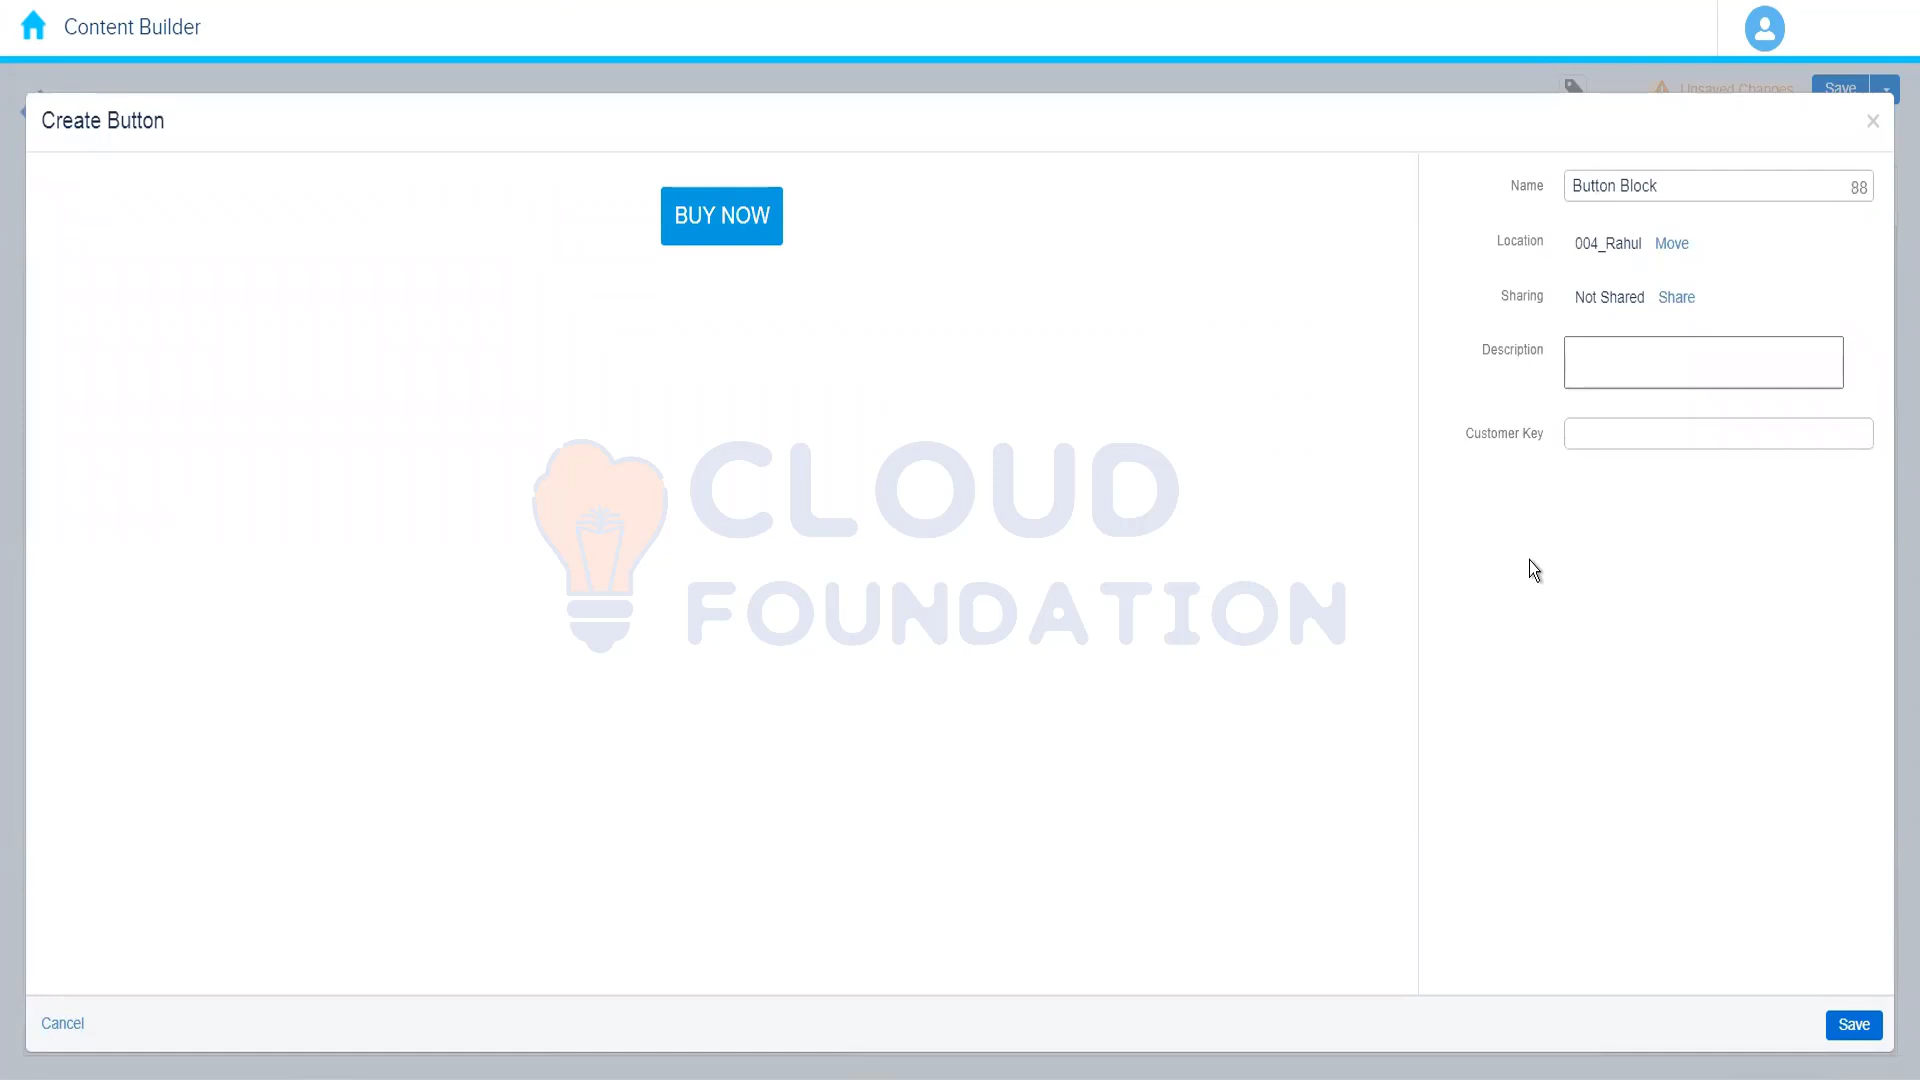 Content Builder
Unsaved Changes
Save
Create Button
BUY NOW
Name
Button Block
88
Location
004_Rahul Move
Sharing
Not Shared Share
Description
Customer Key
CLOUD
FOUNDATION
Cancel
Save